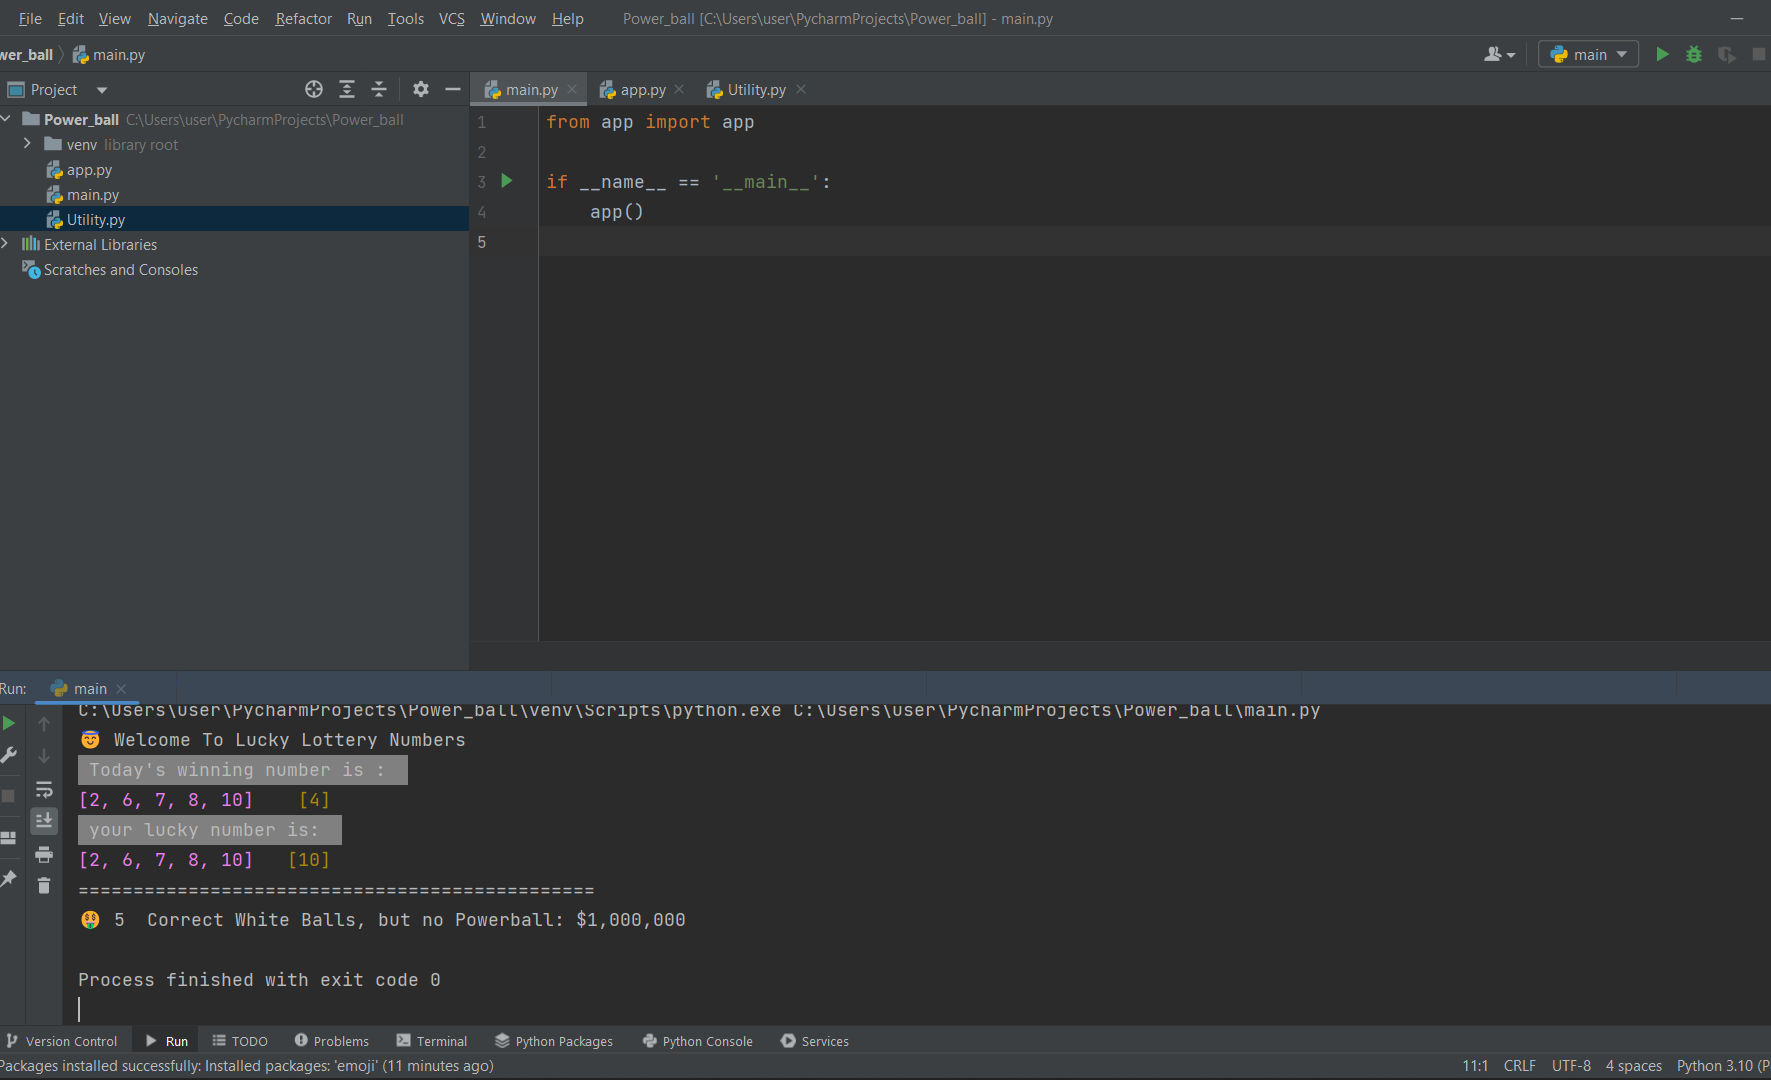 File Edit View Navigate Code Refactor Run Tools VCS Window Help Power_ball [C:\Users\user\PycharmProjects\Power_ball] - main.py
wer_ball main.py main
Project main.py app.py Utility.py
Power_ball C:\Users\user\PycharmProjects\Power_ball
venv library root
app.py
main.py
Utility.py
External Libraries
Scratches and Consoles
1 from app import app
2
3 if __name__ == '__main__':
4 app()
5
Run: main
C:\Users\user\PycharmProjects\Power_ball\venv\Scripts\python.exe C:\Users\user\PycharmProjects\Power_ball\main.py
😇 Welcome To Lucky Lottery Numbers
Today's winning number is :
[2, 6, 7, 8, 10] [4]
your lucky number is:
[2, 6, 7, 8, 10] [10]
===============================================
🤑 5 Correct White Balls, but no Powerball: $1,000,000
Process finished with exit code 0
Version Control Run TODO Problems Terminal Python Packages Python Console Services
Packages installed successfully: Installed packages: 'emoji' (11 minutes ago) 11:1 CRLF UTF-8 4 spaces Python 3.10 (P